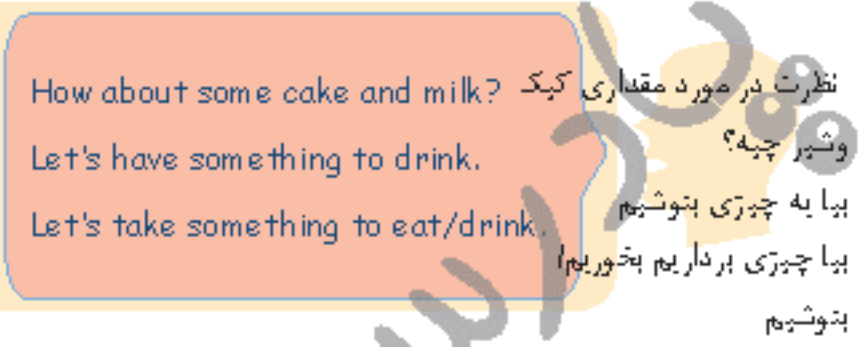 How about some cake and milk?
Let's have something to drink.
Let's take something to eat/drink.
نظرت در مورد مقداری کیک
وشیر چیه؟
بیا یه چیزی بنوشیم
بیا چیزی برداریم بخوریم/
بنوشیم